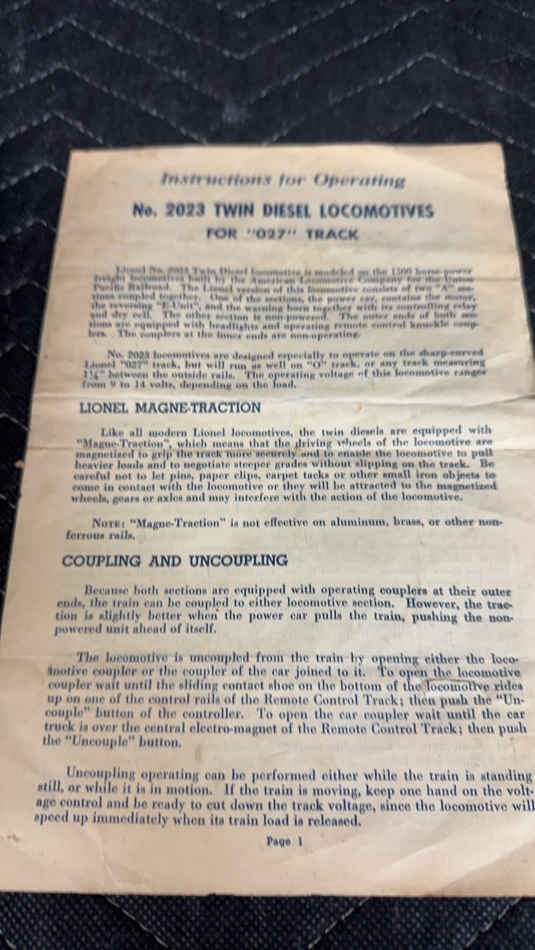 Instructions for Operating
No. 2023 TWIN DIESEL LOCOMOTIVES
FOR "027" TRACK
Lionel No. 2023 Twin Diesel locomotive is modeled on the 1500 horse-power
freight locomotives built by the American Locomotive Company for the Union
Pacific Railroad. The Lionel version of this locomotive consists of two "A" sec-
tions coupled together. One of the sections, the power car, contains the motor,
the reversing "E-Unit", and the warning horn together with its controlling relay
and dry cell. The other section is non-powered. The outer ends of both sec-
tions are equipped with headlights and operating remote control knuckle coup-
lers. The couplers at the inner ends are non-operating.
No. 2023 locomotives are designed especially to operate on the sharp-curved
Lionel "027" track, but will run as well on "O" track, or any track measuring
1¼" between the outside rails. The operating voltage of this locomotive ranges
from 9 to 14 volts, depending on the load.
LIONEL MAGNE-TRACTION
Like all modern Lionel locomotives, the twin diesels are equipped with
"Magne-Traction", which means that the driving wheels of the locomotive are
magnetized to grip the track more securely and to enable the locomotive to pull
heavier loads and to negotiate steeper grades without slipping on the track. Be
careful not to let pins, paper clips, carpet tacks or other small iron objects to
come in contact with the locomotive or they will be attracted to the magnetized
wheels, gears or axles and may interfere with the action of the locomotive.
NOTE: "Magne-Traction" is not effective on aluminum, brass, or other non-
ferrous rails.
COUPLING AND UNCOUPLING
Because both sections are equipped with operating couplers at their outer
ends, the train can be coupled to either locomotive section. However, the trac-
tion is slightly better when the power car pulls the train, pushing the non-
powered unit ahead of itself.
The locomotive is uncoupled from the train by opening either the loco-
motive coupler or the coupler of the car joined to it. To open the locomotive
coupler wait until the sliding contact shoe on the bottom of the locomotive rides
up on one of the control rails of the Remote Control Track; then push the "Un-
couple" button of the controller. To open the car coupler wait until the car
truck is over the central electro-magnet of the Remote Control Track; then push
the "Uncouple" button.
Uncoupling operating can be performed either while the train is standing
still, or while it is in motion. If the train is moving, keep one hand on the volt-
age control and be ready to cut down the track voltage, since the locomotive will
speed up immediately when its train load is released.
Page 1